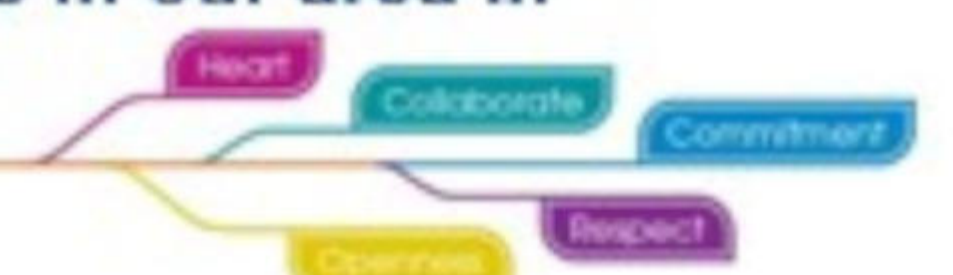 Heart
Collaborate
Commitment
Respect
Openness